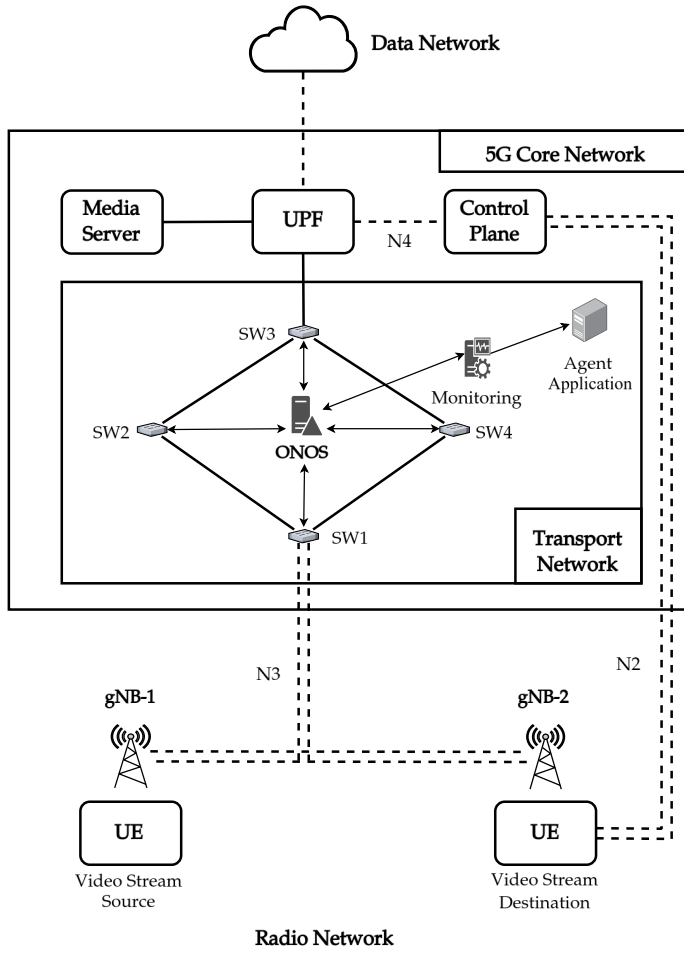 Data Network
5G Core Network
Media
Server
UPF
N4
Control
Plane
SW3
Agent
Application
Monitoring
SW2
SW4
ONOS
SW1
Transport
Network
N3
N2
gNB-1
gNB-2
UE
UE
Video Stream
Source
Video Stream
Destination
Radio Network